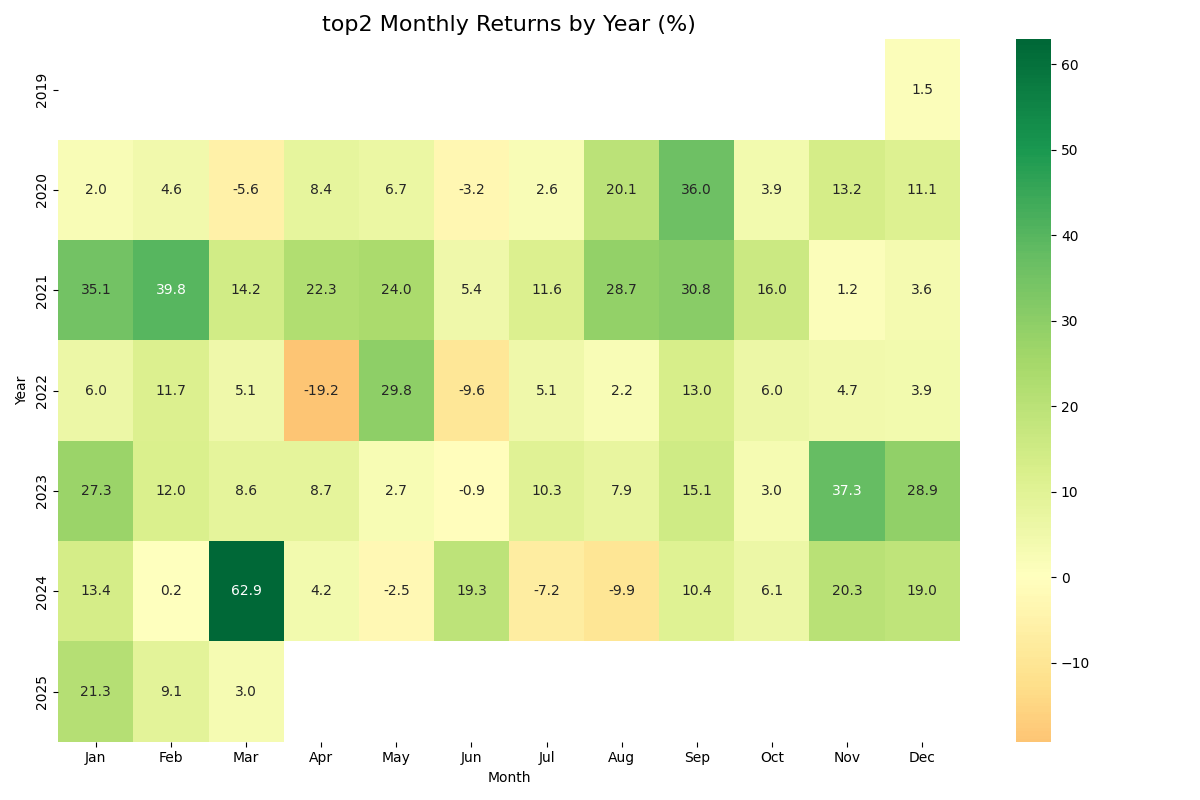 top2 Monthly Returns by Year (%)
2019 1.5
2020 2.0 4.6 -5.6 8.4 6.7 -3.2 2.6 20.1 36.0 3.9 13.2 11.1
2021 35.1 39.8 14.2 22.3 24.0 5.4 11.6 28.7 30.8 16.0 1.2 3.6
2022 6.0 11.7 5.1 -19.2 29.8 -9.6 5.1 2.2 13.0 6.0 4.7 3.9
2023 27.3 12.0 8.6 8.7 2.7 -0.9 10.3 7.9 15.1 3.0 37.3 28.9
2024 13.4 0.2 62.9 4.2 -2.5 19.3 -7.2 -9.9 10.4 6.1 20.3 19.0
2025 21.3 9.1 3.0
Year
Jan Feb Mar Apr May Jun Jul Aug Sep Oct Nov Dec
Month
60
50
40
30
20
10
0
−10